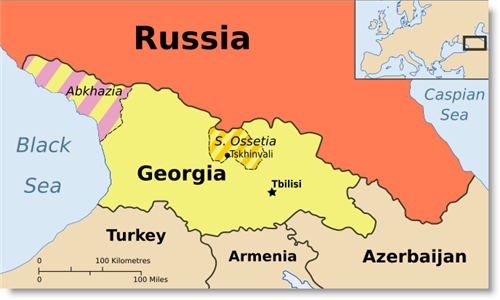 Russia
Abkhazia
Caspian
Sea
Black
Sea
S. Ossetia
Tskhinvali
Georgia
Tbilisi
Turkey
Armenia
Azerbaijan
0 100 Kilometres
0 100 Miles